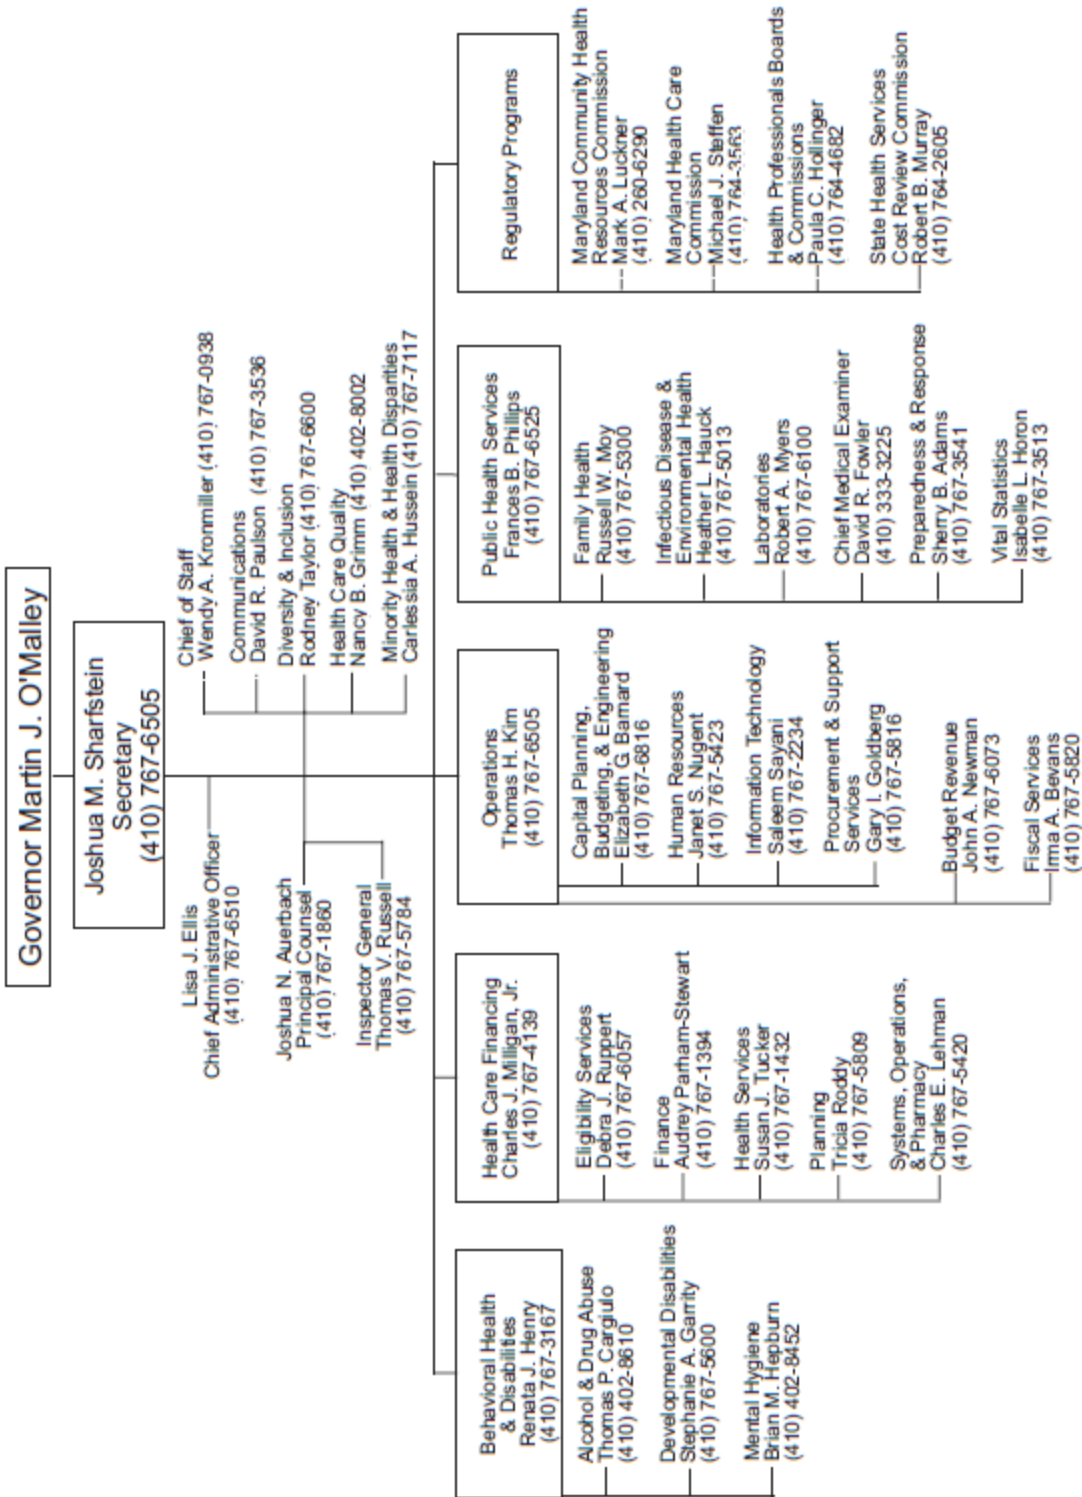 Governor Martin J. O'Malley
Joshua M. Sharfstein
Secretary
(410) 767-6505
Lisa J. Ellis
Chief Administrative Officer
(410) 767-6510
Joshua N. Auerbach
Principal Counsel
(410) 767-1860
Inspector General
Thomas V. Russell
(410) 767-5784
Chief of Staff
Wendy A. Kronmiller (410) 767-0938
Communications
David R. Paulson (410) 767-3536
Diversity & Inclusion
Rodney Taylor (410) 767-6600
Health Care Quality
Nancy B. Grimm (410) 402-8002
Minority Health & Health Disparities
Carlessia A. Hussein (410) 767-7117
Behavioral Health
& Disabilities
Renata J. Henry
(410) 767-3167
Alcohol & Drug Abuse
Thomas P. Cargiulo
(410) 402-8610
Developmental Disabilities
Stephanie A. Garrity
(410) 767-5600
Mental Hygiene
Brian M. Hepburn
(410) 402-8452
Health Care Financing
Charles J. Milligan, Jr.
(410) 767-4139
Eligibility Services
Debra J. Ruppert
(410) 767-6057
Finance
Audrey Parham-Stewart
(410) 767-1394
Health Services
Susan J. Tucker
(410) 767-1432
Planning
Tricia Roddy
(410) 767-5809
Systems, Operations,
& Pharmacy
Charles E. Lehman
(410) 767-5420
Operations
Thomas H. Kim
(410) 767-6505
Capital Planning,
Budgeting, & Engineering
Elizabeth G. Barnard
(410) 767-6816
Human Resources
Janet S. Nugent
(410) 767-5423
Information Technology
Saleem Sayani
(410) 767-2234
Procurement & Support
Services
Gary I. Goldberg
(410) 767-5816
Budget Revenue
John A. Newman
(410) 767-6073
Fiscal Services
Irma A. Bevans
(410) 767-5820
Public Health Services
Frances B. Phillips
(410) 767-6525
Family Health
Russell W. Moy
(410) 767-5300
Infectious Disease &
Environmental Health
Heather L. Hauck
(410) 767-5013
Laboratories
Robert A. Myers
(410) 767-6100
Chief Medical Examiner
David R. Fowler
(410) 333-3225
Preparedness & Response
Sherry B. Adams
(410) 767-3541
Vital Statistics
Isabelle L. Horon
(410) 767-3513
Regulatory Programs
Maryland Community Health
Resources Commission
Mark A. Luckner
(410) 260-6290
Maryland Health Care
Commission
Michael J. Steffen
(410) 764-3563
Health Professionals Boards
& Commissions
Paula C. Hollinger
(410) 764-4682
State Health Services
Cost Review Commission
Robert B. Murray
(410) 764-2605